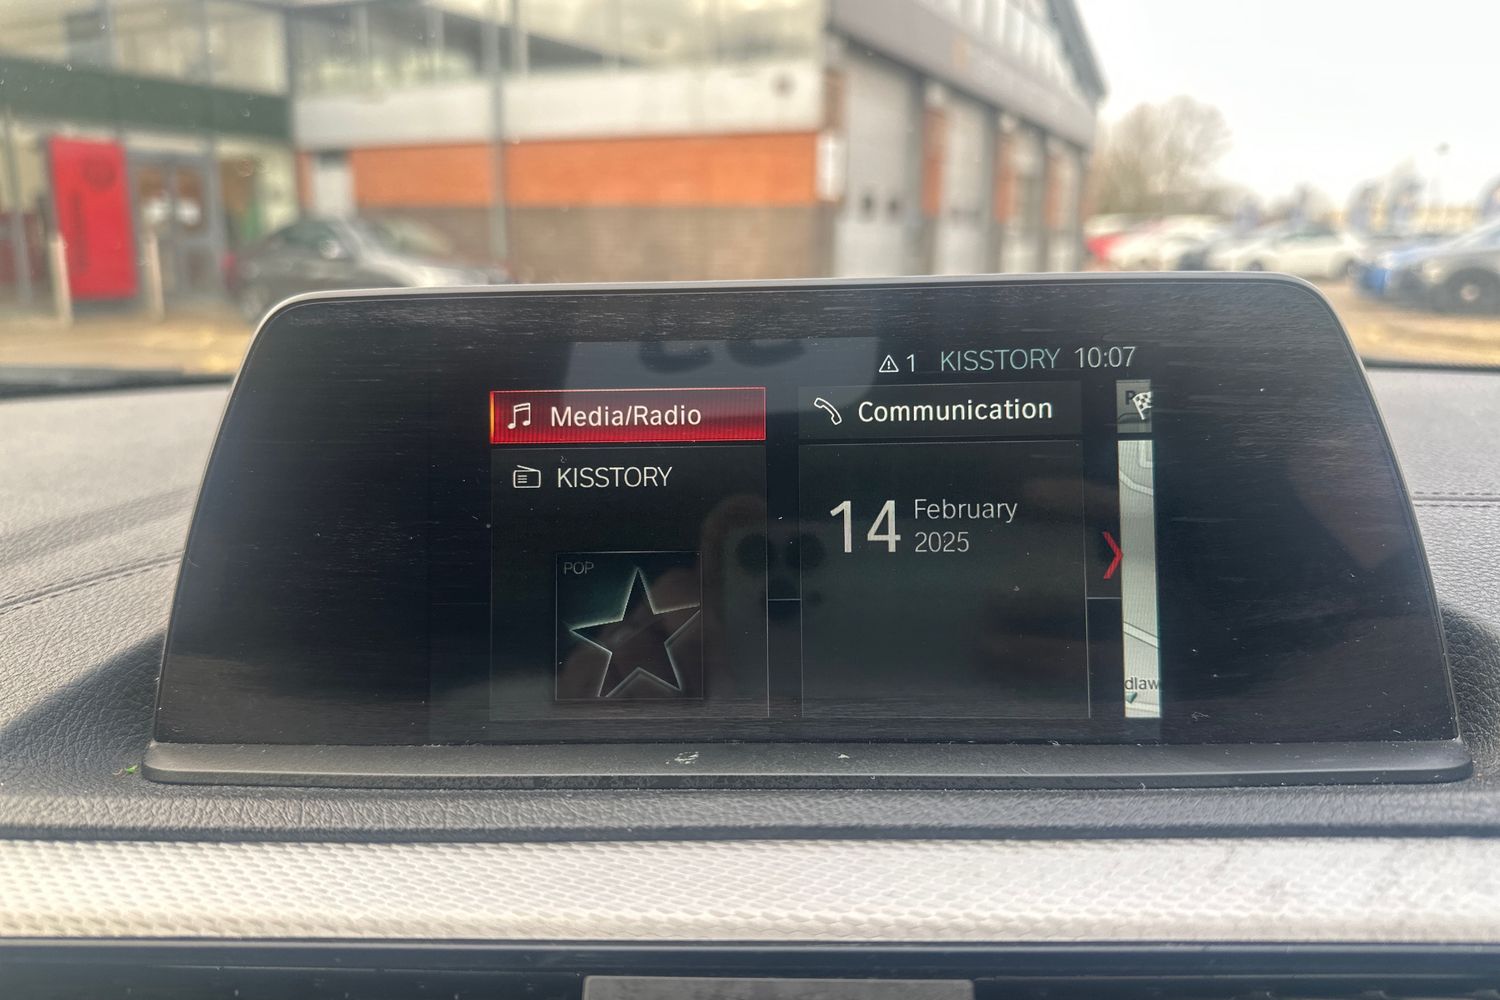 1 KISSTORY 10:07
Media/Radio
Communication
KISSTORY
14 February
2025
POP
dlaw